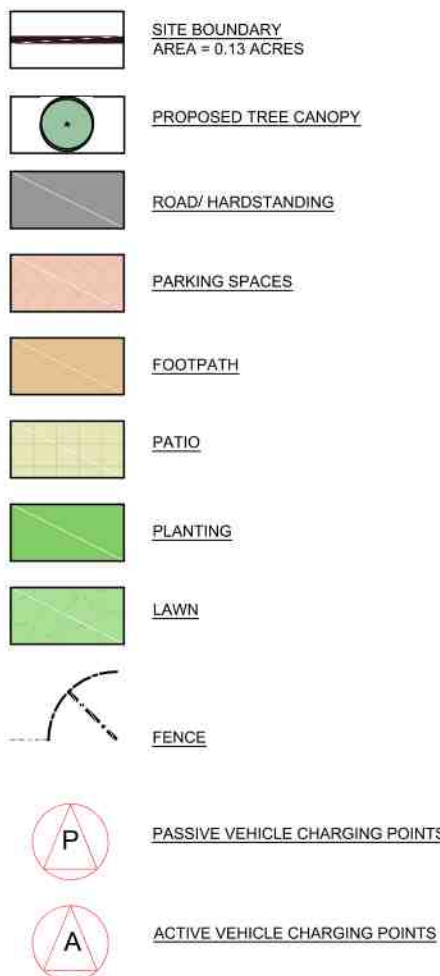 SITE BOUNDARY
AREA = 0.13 ACRES
PROPOSED TREE CANOPY
ROAD/ HARDSTANDING
PARKING SPACES
FOOTPATH
PATIO
PLANTING
LAWN
FENCE
P
PASSIVE VEHICLE CHARGING POINTS
A
ACTIVE VEHICLE CHARGING POINTS